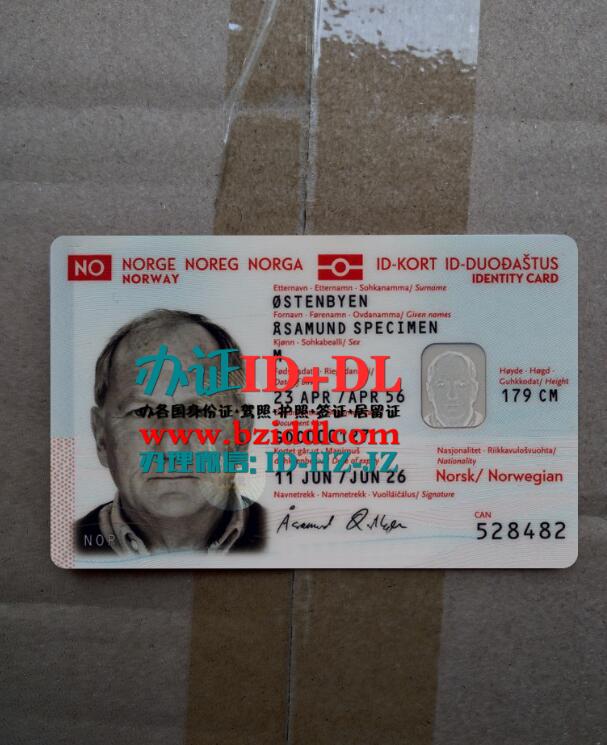 NO NORGE NOREG NORGA ID-KORT ID-DUOĐAŠTUS
NORWAY IDENTITY CARD
Etternavn - Etternamn - Sohkanamma/ Surname
ØSTENBYEN
Fornavn - Førenamn - Ovdanamma/ Given names
ÅSAMUND SPECIMEN
Kjønn - Sohkabealli/ Sex
M
办证ID+DL
Høyde - Høgd -
Guhkkodat/ Height
179 CM
23 APR /APR 56
办各国身份证·驾照·护照·签证·居留证
www.bziddl.com
办理微信: ID-HZ-JZ
Nasjonalitet - Riikkavulošvuohta/
Nationality
Norsk/ Norwegian
11 JUN /JUN 26
Navnetrekk - Namnetrekk - Vuolláičálus/ Signature
CAN
528482
NOR